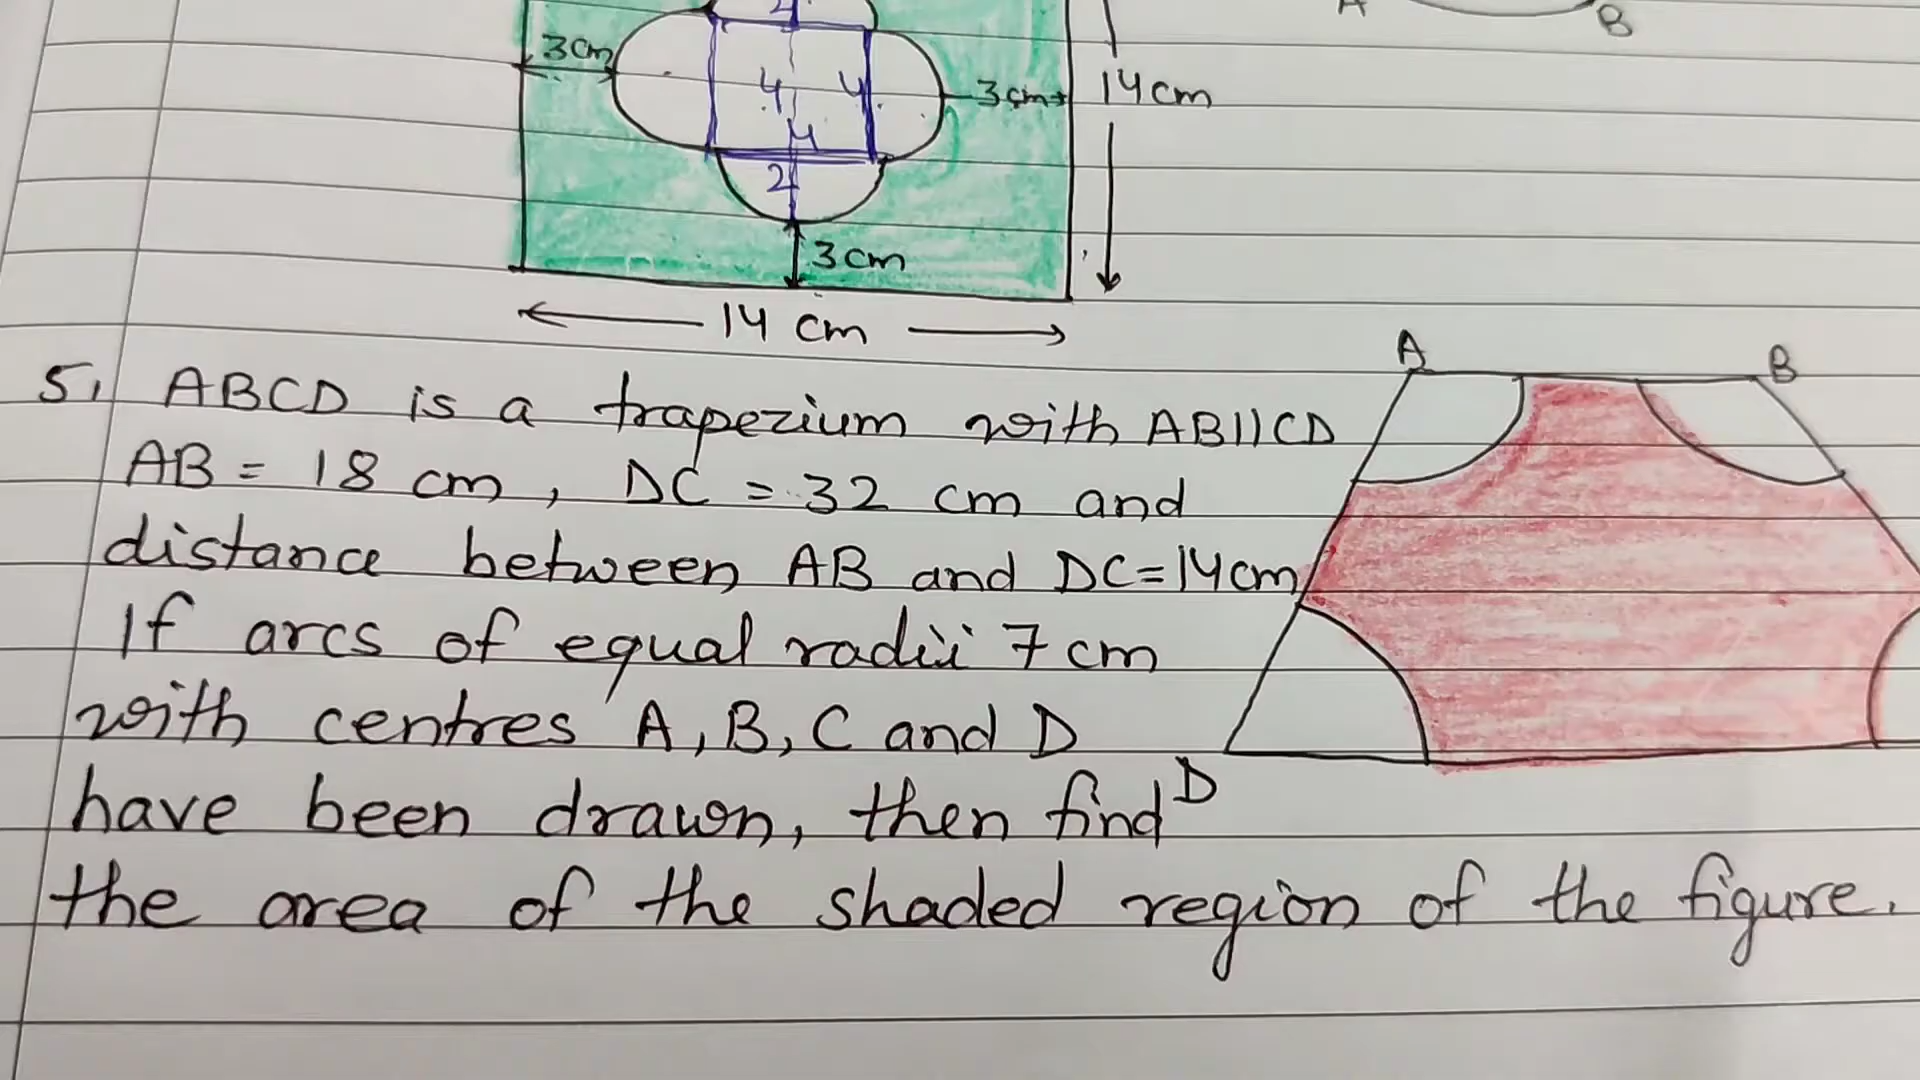 A
B
2
3cm
4
4
4
3cm
14cm
2
3cm
14 cm
A
B
5. ABCD is a trapezium with AB||CD
AB = 18 cm, DC = 32 cm and
distance between AB and DC=14cm
If arcs of equal radii 7 cm
with centres A, B, C and D
D
have been drawn, then find
the area of the shaded region of the figure.